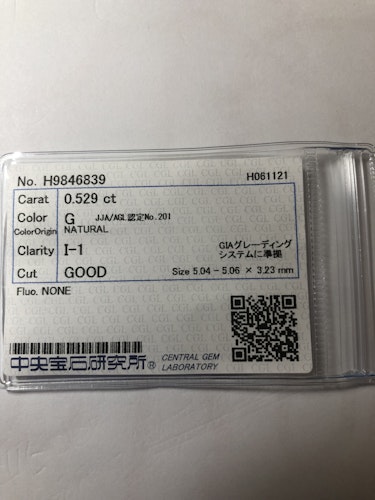 No. H9846839 H061121
Carat 0.529 ct
Color G JJA/AGL認定No.201
ColorOrigin NATURAL
Clarity I-1 GIAグレーディング
システムに準拠
Cut GOOD Size 5.04 - 5.06 × 3.23 mm
Fluo. NONE
中央宝石研究所® CENTRAL GEM
LABORATORY